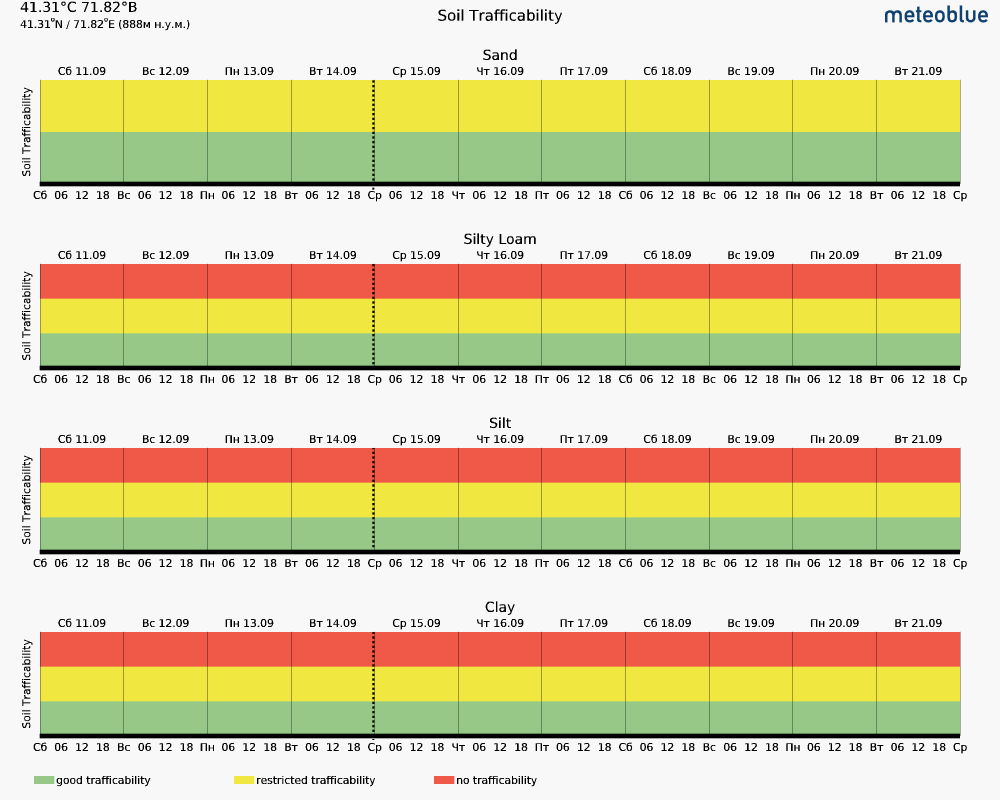 41.31°С 71.82°В
41.31°N / 71.82°E (888м н.у.м.)
Soil Trafficability
meteoblue
Sand
Сб 11.09 Вс 12.09 Пн 13.09 Вт 14.09 Ср 15.09 Чт 16.09 Пт 17.09 Сб 18.09 Вс 19.09 Пн 20.09 Вт 21.09
Soil Trafficability
Сб 06 12 18 Вс 06 12 18 Пн 06 12 18 Вт 06 12 18 Ср 06 12 18 Чт 06 12 18 Пт 06 12 18 Сб 06 12 18 Вс 06 12 18 Пн 06 12 18 Вт 06 12 18 Ср
Silty Loam
Сб 11.09 Вс 12.09 Пн 13.09 Вт 14.09 Ср 15.09 Чт 16.09 Пт 17.09 Сб 18.09 Вс 19.09 Пн 20.09 Вт 21.09
Soil Trafficability
Сб 06 12 18 Вс 06 12 18 Пн 06 12 18 Вт 06 12 18 Ср 06 12 18 Чт 06 12 18 Пт 06 12 18 Сб 06 12 18 Вс 06 12 18 Пн 06 12 18 Вт 06 12 18 Ср
Silt
Сб 11.09 Вс 12.09 Пн 13.09 Вт 14.09 Ср 15.09 Чт 16.09 Пт 17.09 Сб 18.09 Вс 19.09 Пн 20.09 Вт 21.09
Soil Trafficability
Сб 06 12 18 Вс 06 12 18 Пн 06 12 18 Вт 06 12 18 Ср 06 12 18 Чт 06 12 18 Пт 06 12 18 Сб 06 12 18 Вс 06 12 18 Пн 06 12 18 Вт 06 12 18 Ср
Clay
Сб 11.09 Вс 12.09 Пн 13.09 Вт 14.09 Ср 15.09 Чт 16.09 Пт 17.09 Сб 18.09 Вс 19.09 Пн 20.09 Вт 21.09
Soil Trafficability
Сб 06 12 18 Вс 06 12 18 Пн 06 12 18 Вт 06 12 18 Ср 06 12 18 Чт 06 12 18 Пт 06 12 18 Сб 06 12 18 Вс 06 12 18 Пн 06 12 18 Вт 06 12 18 Ср
good trafficability restricted trafficability no trafficability